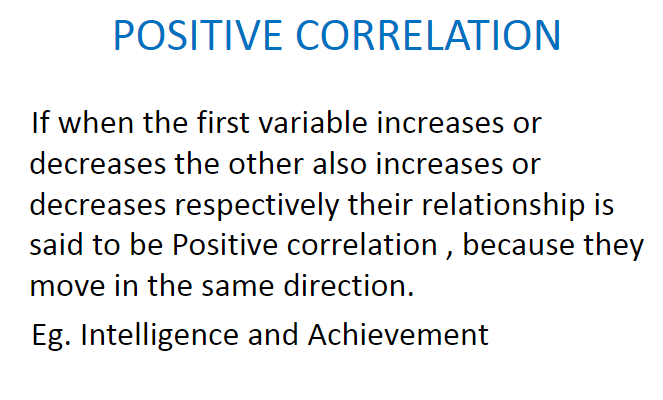 POSITIVE CORRELATION
If when the first variable increases or
decreases the other also increases or
decreases respectively their relationship is
said to be Positive correlation , because they
move in the same direction.
Eg. Intelligence and Achievement